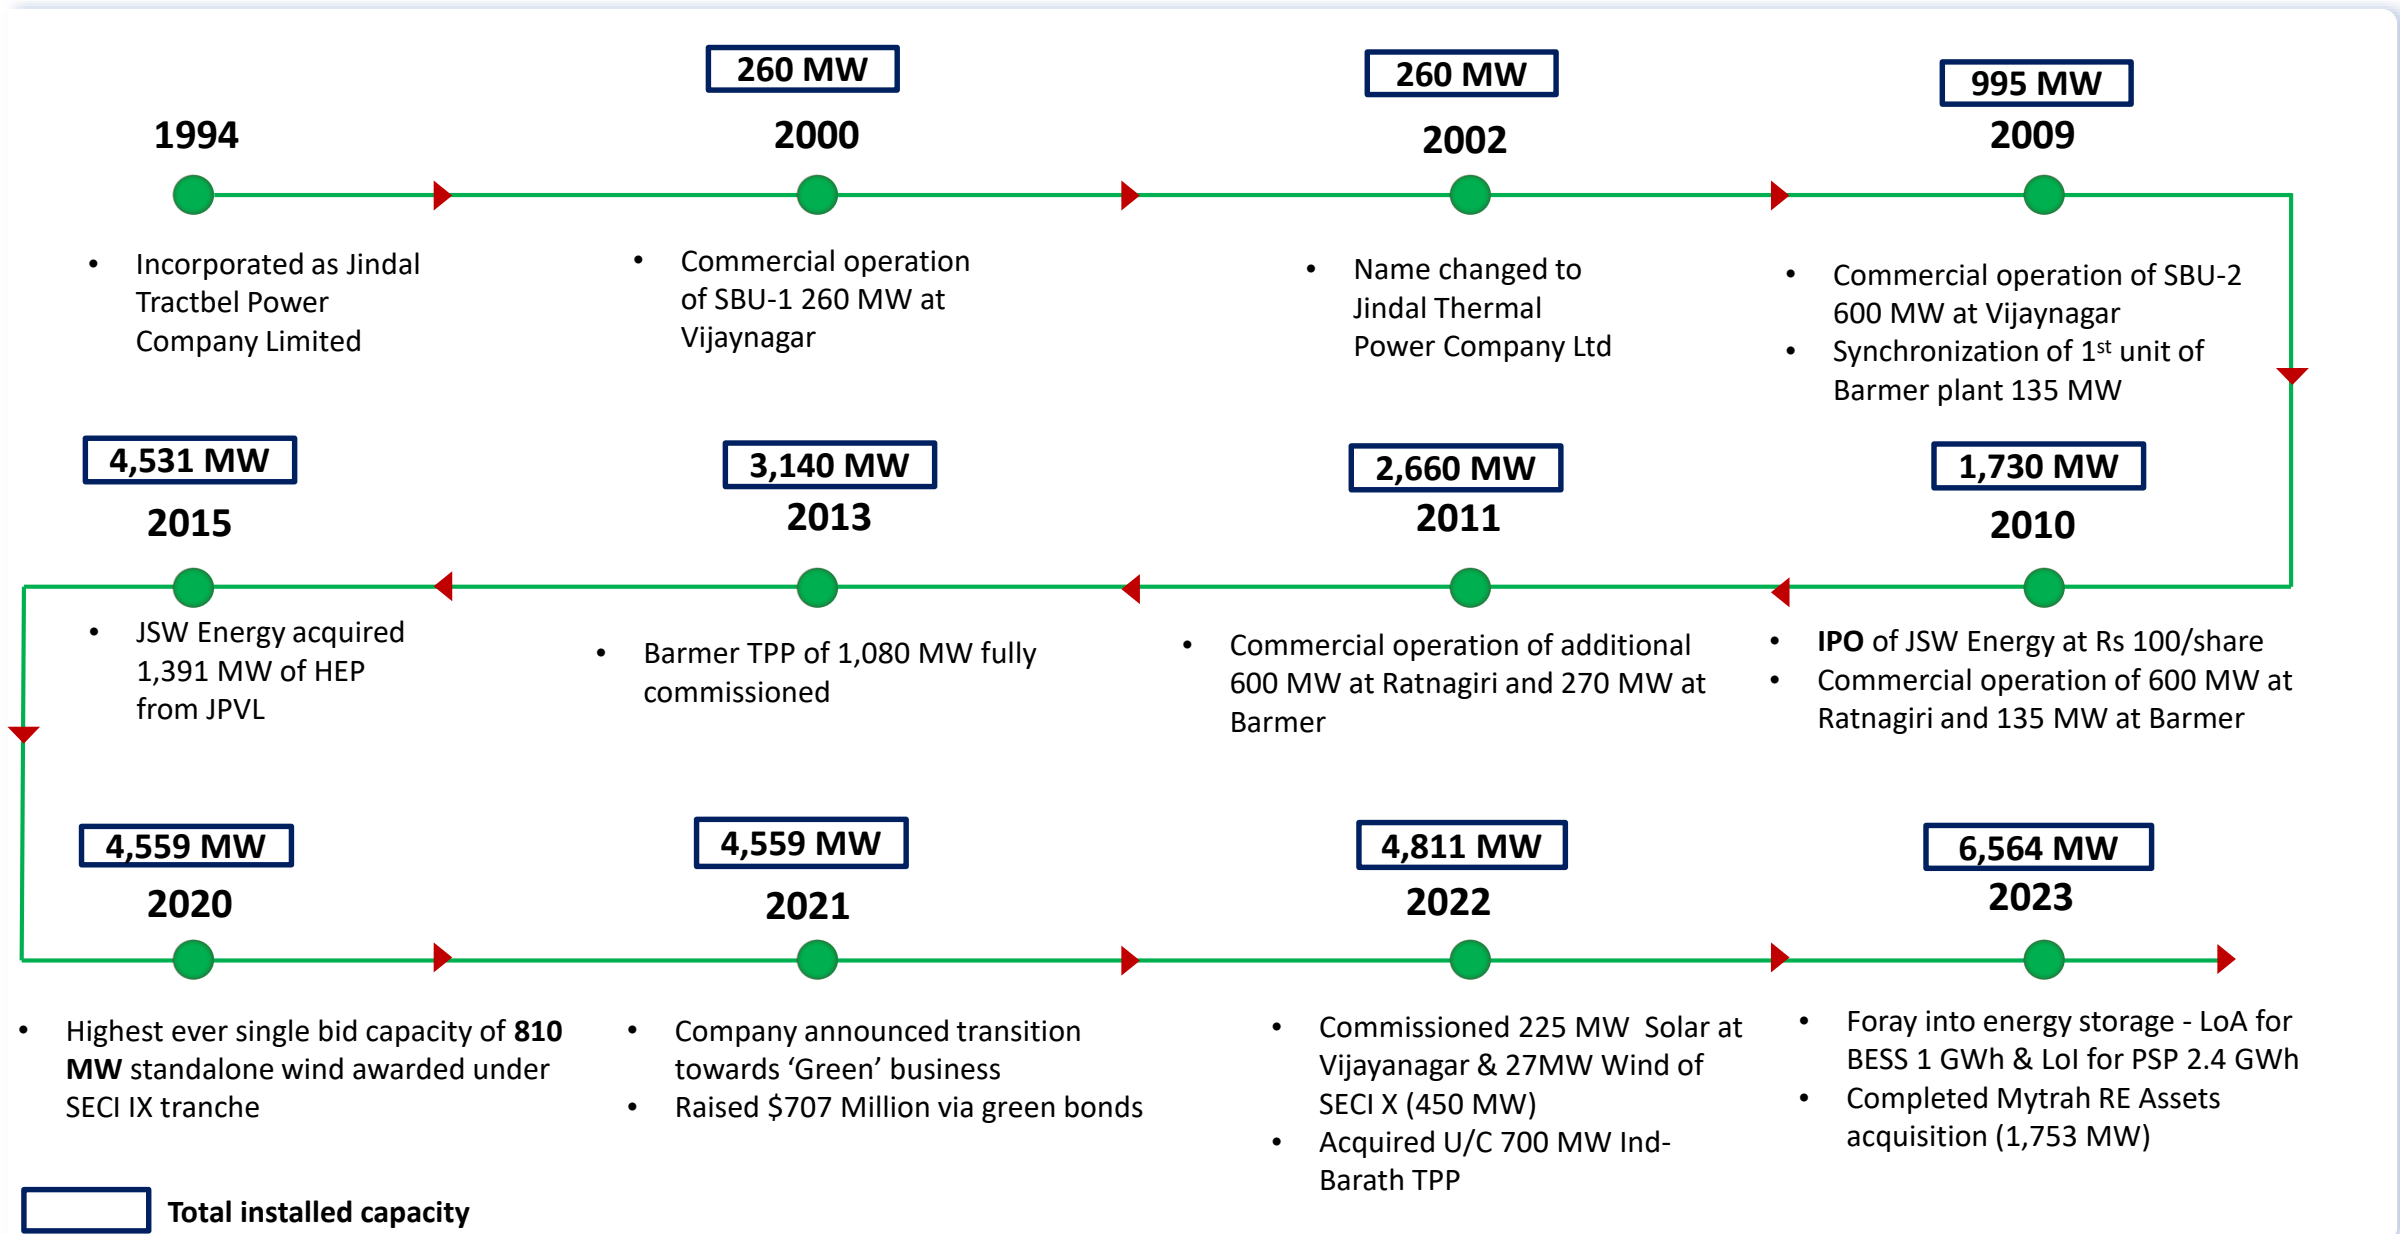 260 MW
260 MW
995 MW
1994
2000
2002
2009
• Incorporated as Jindal
Tractbel Power
Company Limited
• Commercial operation
of SBU-1 260 MW at
Vijaynagar
• Name changed to
Jindal Thermal
Power Company Ltd
• Commercial operation of SBU-2
600 MW at Vijaynagar
• Synchronization of 1st unit of
Barmer plant 135 MW
4,531 MW
3,140 MW
2,660 MW
1,730 MW
2015
2013
2011
2010
• JSW Energy acquired
1,391 MW of HEP
from JPVL
• Barmer TPP of 1,080 MW fully
commissioned
• Commercial operation of additional
600 MW at Ratnagiri and 270 MW at
Barmer
• IPO of JSW Energy at Rs 100/share
• Commercial operation of 600 MW at
Ratnagiri and 135 MW at Barmer
4,559 MW
4,559 MW
4,811 MW
6,564 MW
2020
2021
2022
2023
• Highest ever single bid capacity of 810
MW standalone wind awarded under
SECI IX tranche
• Company announced transition
towards ‘Green’ business
• Raised $707 Million via green bonds
• Commissioned 225 MW Solar at
Vijayanagar & 27MW Wind of
SECI X (450 MW)
• Acquired U/C 700 MW Ind-
Barath TPP
• Foray into energy storage - LoA for
BESS 1 GWh & LoI for PSP 2.4 GWh
• Completed Mytrah RE Assets
acquisition (1,753 MW)
Total installed capacity